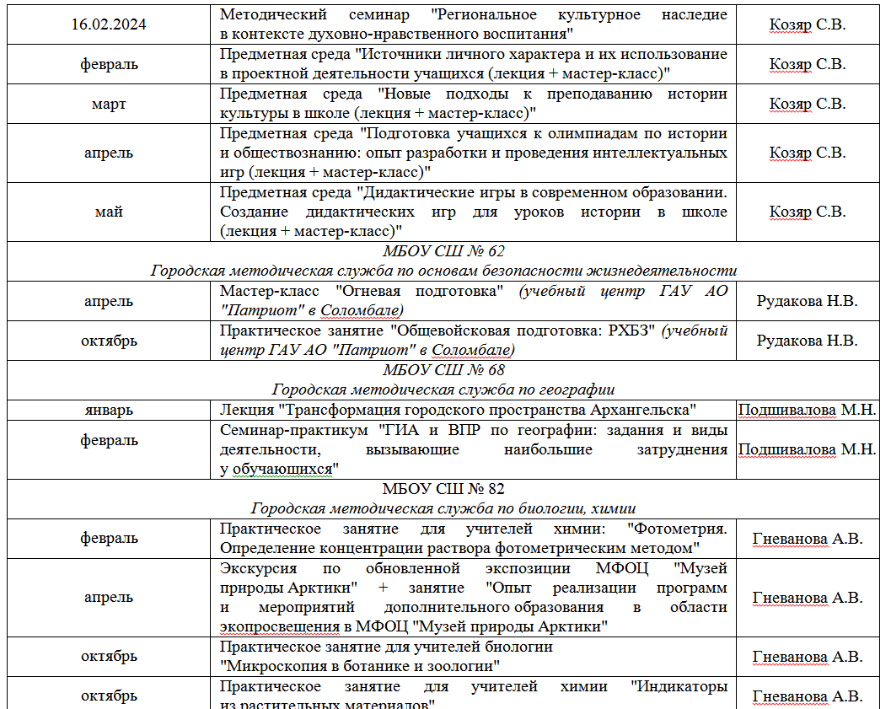 16.02.2024
Методический семинар "Региональное культурное наследие
в контексте духовно-нравственного воспитания"
Козяр С.В.
февраль
Предметная среда "Источники личного характера и их использование
в проектной деятельности учащихся (лекция + мастер-класс)"
Козяр С.В.
март
Предметная среда "Новые подходы к преподаванию истории
культуры в школе (лекция + мастер-класс)"
Козяр С.В.
апрель
Предметная среда "Подготовка учащихся к олимпиадам по истории
и обществознанию: опыт разработки и проведения интеллектуальных
игр (лекция + мастер-класс)"
Козяр С.В.
май
Предметная среда "Дидактические игры в современном образовании.
Создание дидактических игр для уроков истории в школе
(лекция + мастер-класс)"
Козяр С.В.
МБОУ СШ № 62
Городская методическая служба по основам безопасности жизнедеятельности
апрель
Мастер-класс "Огневая подготовка" (учебный центр ГАУ АО
"Патриот" в Соломбале)
Рудакова Н.В.
октябрь
Практическое занятие "Общевойсковая подготовка: РХБЗ" (учебный
центр ГАУ АО "Патриот" в Соломбале)
Рудакова Н.В.
МБОУ СШ № 68
Городская методическая служба по географии
январь
Лекция "Трансформация городского пространства Архангельска"
Подшивалова М.Н.
февраль
Семинар-практикум "ГИА и ВПР по географии: задания и виды
деятельности, вызывающие наибольшие затруднения
у обучающихся"
Подшивалова М.Н.
МБОУ СШ № 82
Городская методическая служба по биологии, химии
февраль
Практическое занятие для учителей химии: "Фотометрия.
Определение концентрации раствора фотометрическим методом"
Гневанова А.В.
апрель
Экскурсия по обновленной экспозиции МФОЦ "Музей
природы Арктики" + занятие "Опыт реализации программ
и мероприятий дополнительного образования в области
экопросвещения в МФОЦ "Музей природы Арктики"
Гневанова А.В.
октябрь
Практическое занятие для учителей биологии
"Микроскопия в ботанике и зоологии"
Гневанова А.В.
октябрь
Практическое занятие для учителей химии "Индикаторы
из растительных материалов"
Гневанова А.В.